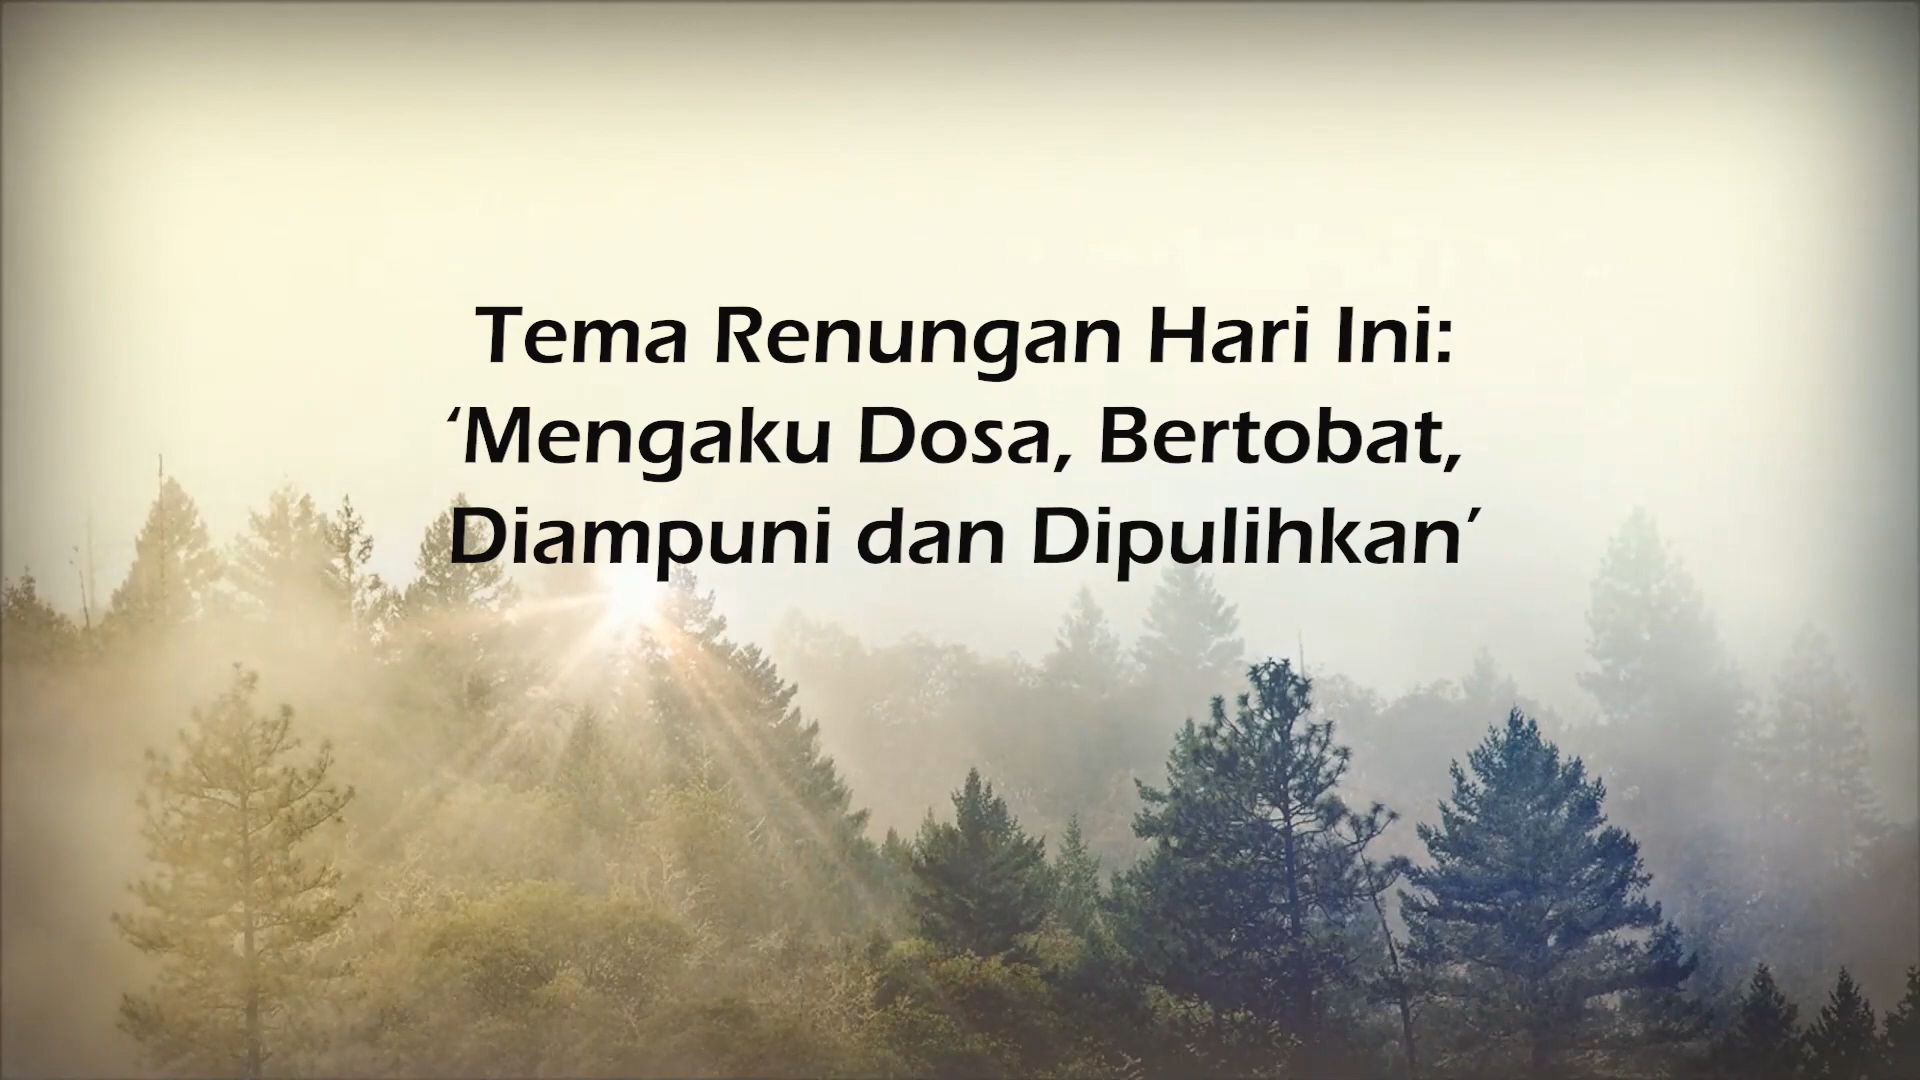 Tema Renungan Hari Ini:
‘Mengaku Dosa, Bertobat,
Diampuni dan Dipulihkan’